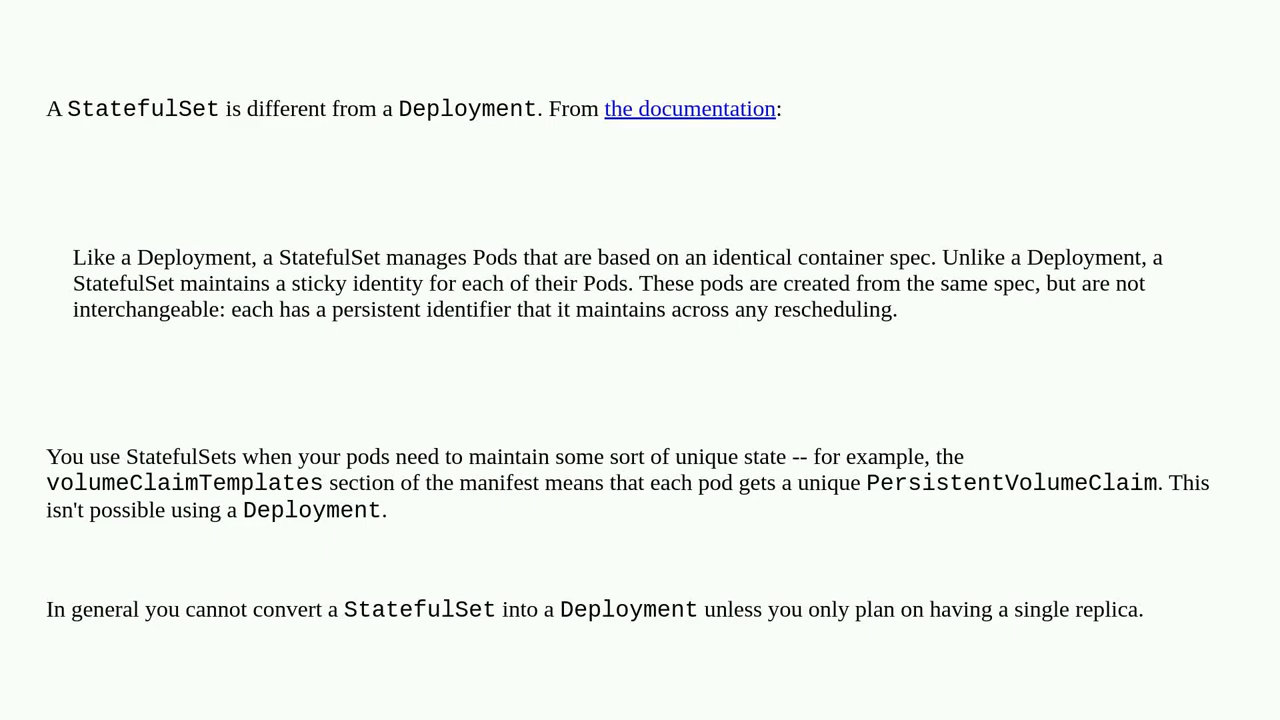 A StatefulSet is different from a Deployment. From the documentation:
Like a Deployment, a StatefulSet manages Pods that are based on an identical container spec. Unlike a Deployment, a
StatefulSet maintains a sticky identity for each of their Pods. These pods are created from the same spec, but are not
interchangeable: each has a persistent identifier that it maintains across any rescheduling.
You use StatefulSets when your pods need to maintain some sort of unique state -- for example, the
volumeClaimTemplates section of the manifest means that each pod gets a unique PersistentVolumeClaim. This
isn't possible using a Deployment.
In general you cannot convert a StatefulSet into a Deployment unless you only plan on having a single replica.